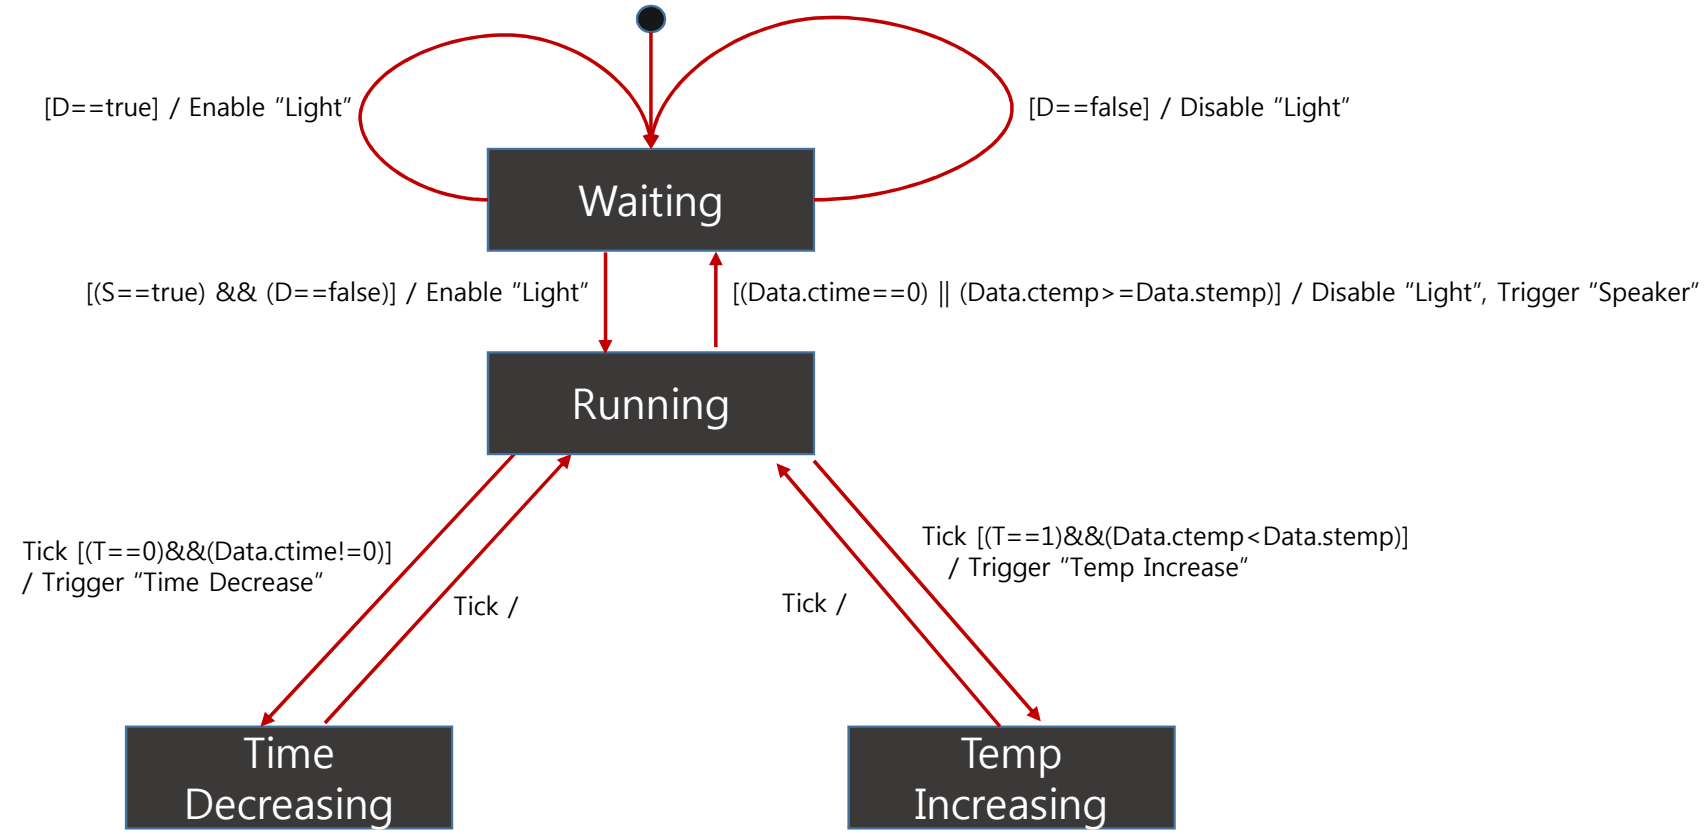 [D==true] / Enable “Light”
[D==false] / Disable “Light”
Waiting
[(S==true) && (D==false)] / Enable “Light”
[(Data.ctime==0) || (Data.ctemp>=Data.stemp)] / Disable “Light”, Trigger “Speaker”
Running
Tick [(T==0)&&(Data.ctime!=0)]
/ Trigger “Time Decrease”
Tick /
Tick /
Tick [(T==1)&&(Data.ctemp<Data.stemp)]
/ Trigger “Temp Increase”
Time
Decreasing
Temp
Increasing